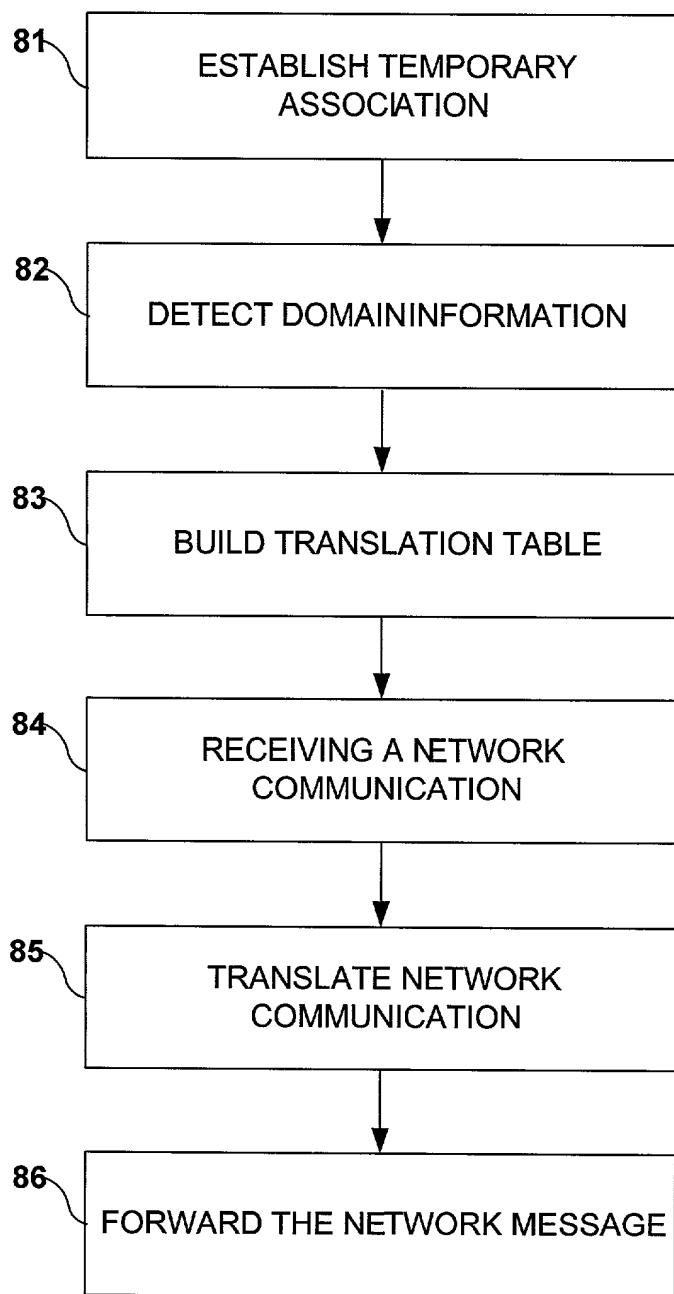 81
ESTABLISH TEMPORARY
ASSOCIATION
82
DETECT DOMAININFORMATION
83
BUILD TRANSLATION TABLE
84
RECEIVING A NETWORK
COMMUNICATION
85
TRANSLATE NETWORK
COMMUNICATION
86
FORWARD THE NETWORK MESSAGE